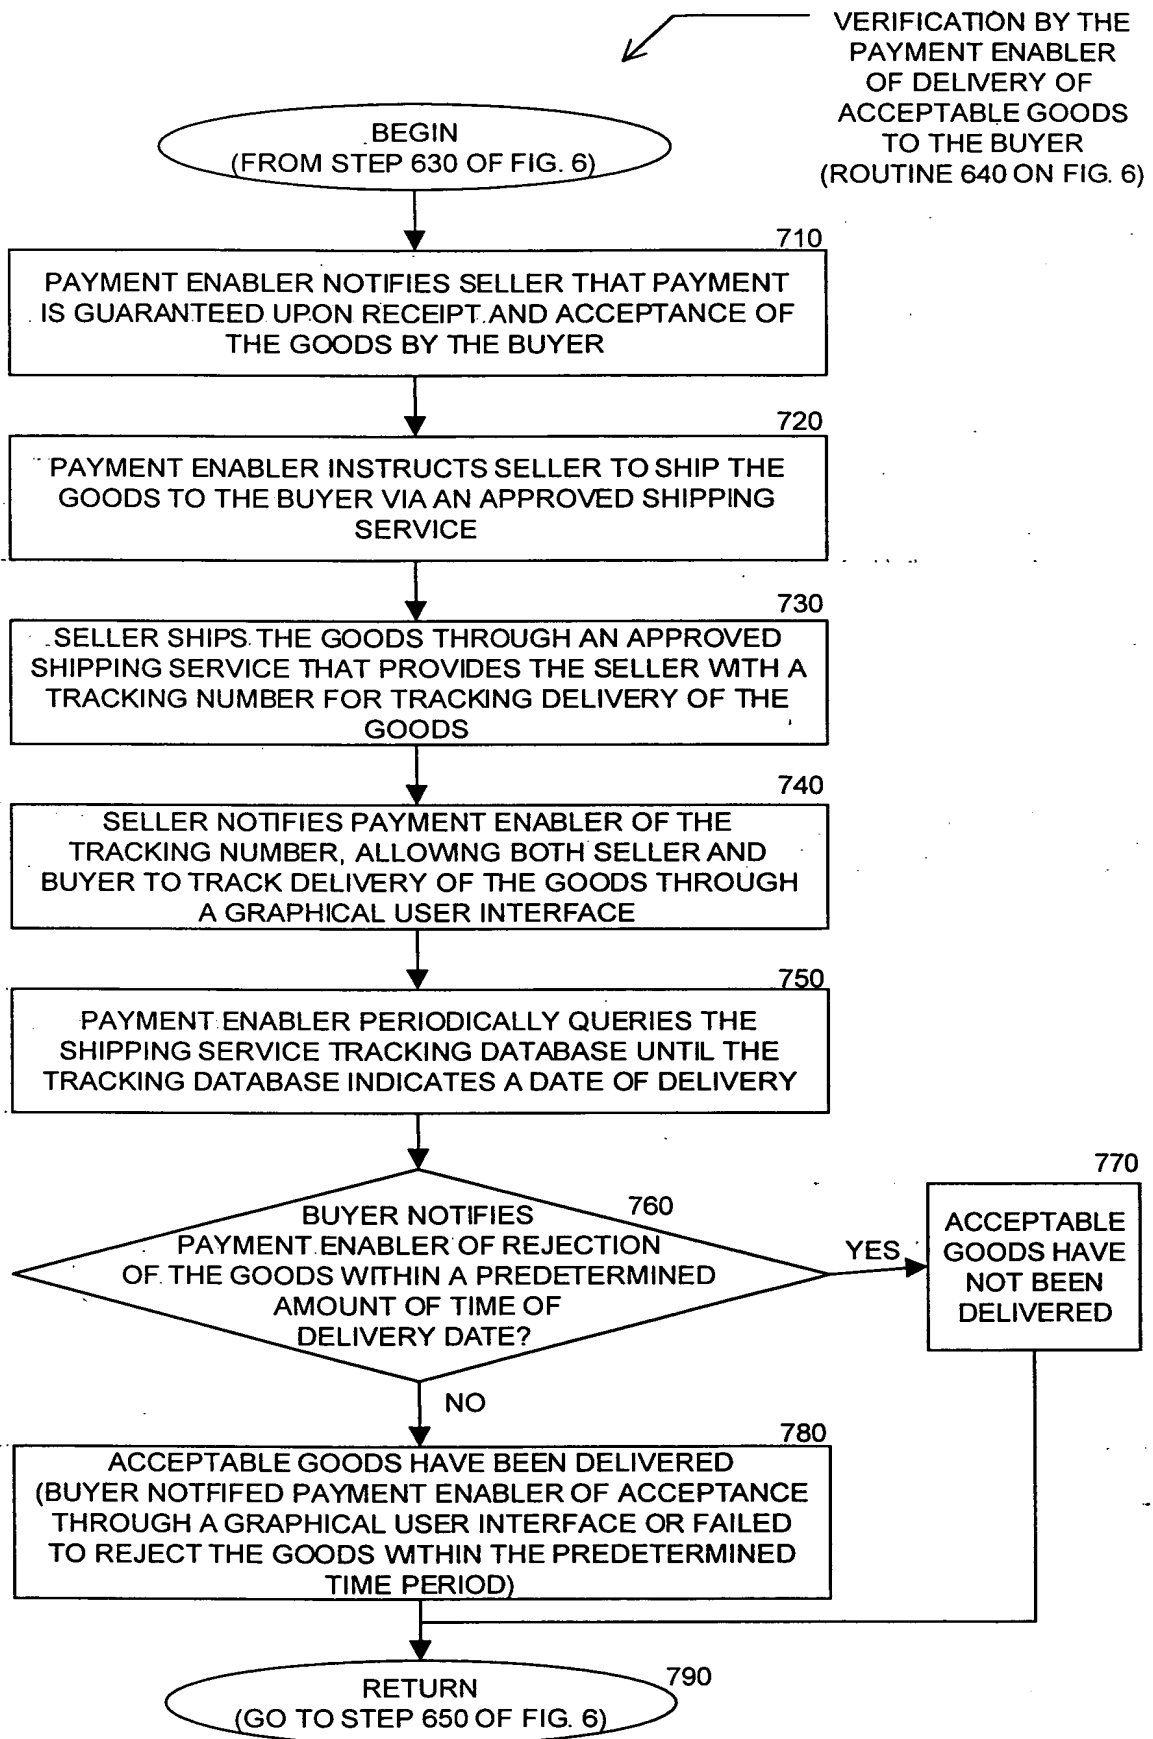 VERIFICATION BY THE
PAYMENT ENABLER
OF DELIVERY OF
ACCEPTABLE GOODS
TO THE BUYER
(ROUTINE 640 ON FIG. 6)
BEGIN
(FROM STEP 630 OF FIG. 6)
710
PAYMENT ENABLER NOTIFIES SELLER THAT PAYMENT
IS GUARANTEED UPON RECEIPT AND ACCEPTANCE OF
THE GOODS BY THE BUYER
720
PAYMENT ENABLER INSTRUCTS SELLER TO SHIP THE
GOODS TO THE BUYER VIA AN APPROVED SHIPPING
SERVICE
730
SELLER SHIPS THE GOODS THROUGH AN APPROVED
SHIPPING SERVICE THAT PROVIDES THE SELLER WITH A
TRACKING NUMBER FOR TRACKING DELIVERY OF THE
GOODS
740
SELLER NOTIFIES PAYMENT ENABLER OF THE
TRACKING NUMBER, ALLOWING BOTH SELLER AND
BUYER TO TRACK DELIVERY OF THE GOODS THROUGH
A GRAPHICAL USER INTERFACE
750
PAYMENT ENABLER PERIODICALLY QUERIES THE
SHIPPING SERVICE TRACKING DATABASE UNTIL THE
TRACKING DATABASE INDICATES A DATE OF DELIVERY
760
BUYER NOTIFIES
PAYMENT ENABLER OF REJECTION
OF THE GOODS WITHIN A PREDETERMINED
AMOUNT OF TIME OF
DELIVERY DATE?
YES
770
ACCEPTABLE
GOODS HAVE
NOT BEEN
DELIVERED
NO
780
ACCEPTABLE GOODS HAVE BEEN DELIVERED
(BUYER NOTFIFED PAYMENT ENABLER OF ACCEPTANCE
THROUGH A GRAPHICAL USER INTERFACE OR FAILED
TO REJECT THE GOODS WITHIN THE PREDETERMINED
TIME PERIOD)
RETURN
(GO TO STEP 650 OF FIG. 6)
790